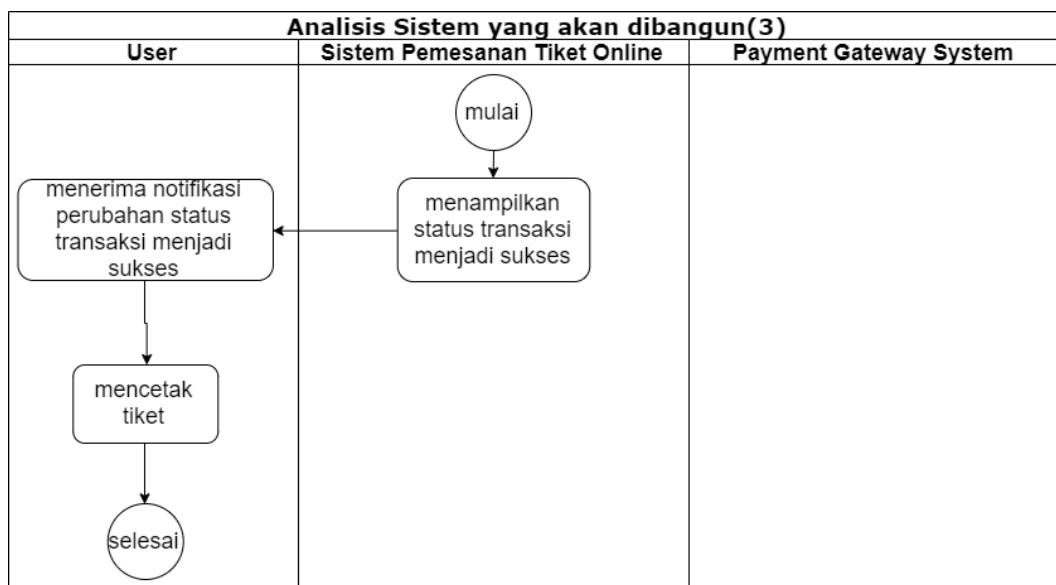 Analisis Sistem yang akan dibangun(3)
User
Sistem Pemesanan Tiket Online
Payment Gateway System
mulai
menampilkan
status transaksi
menjadi sukses
menerima notifikasi
perubahan status
transaksi menjadi
sukses
mencetak
tiket
selesai